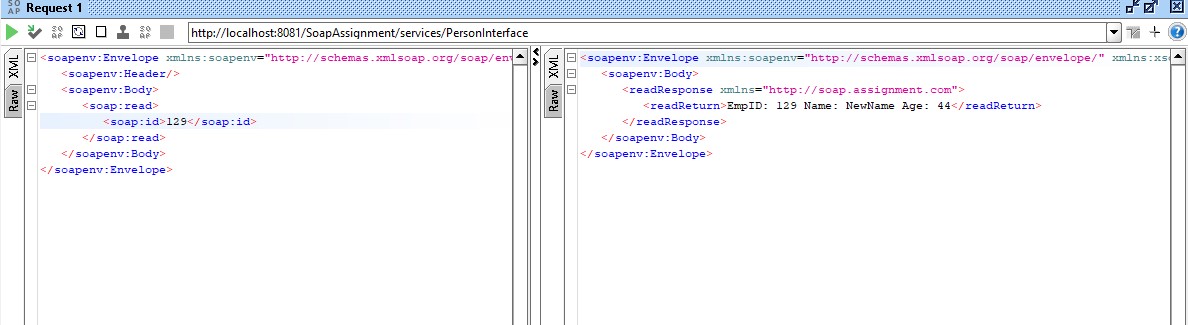 Request 1
http://localhost:8081/SoapAssignment/services/PersonInterface
XML
Raw
<soapenv:Envelope xmlns:soapenv="http://schemas.xmlsoap.org/soap/env
<soapenv:Header/>
<soapenv:Body>
<soap:read>
<soap:id>129</soap:id>
</soap:read>
</soapenv:Body>
</soapenv:Envelope>
XML
Raw
<soapenv:Envelope xmlns:soapenv="http://schemas.xmlsoap.org/soap/envelope/" xmlns:xsd
<soapenv:Body>
<readResponse xmlns="http://soap.assignment.com">
<readReturn>EmpID: 129 Name: NewName Age: 44</readReturn>
</readResponse>
</soapenv:Body>
</soapenv:Envelope>